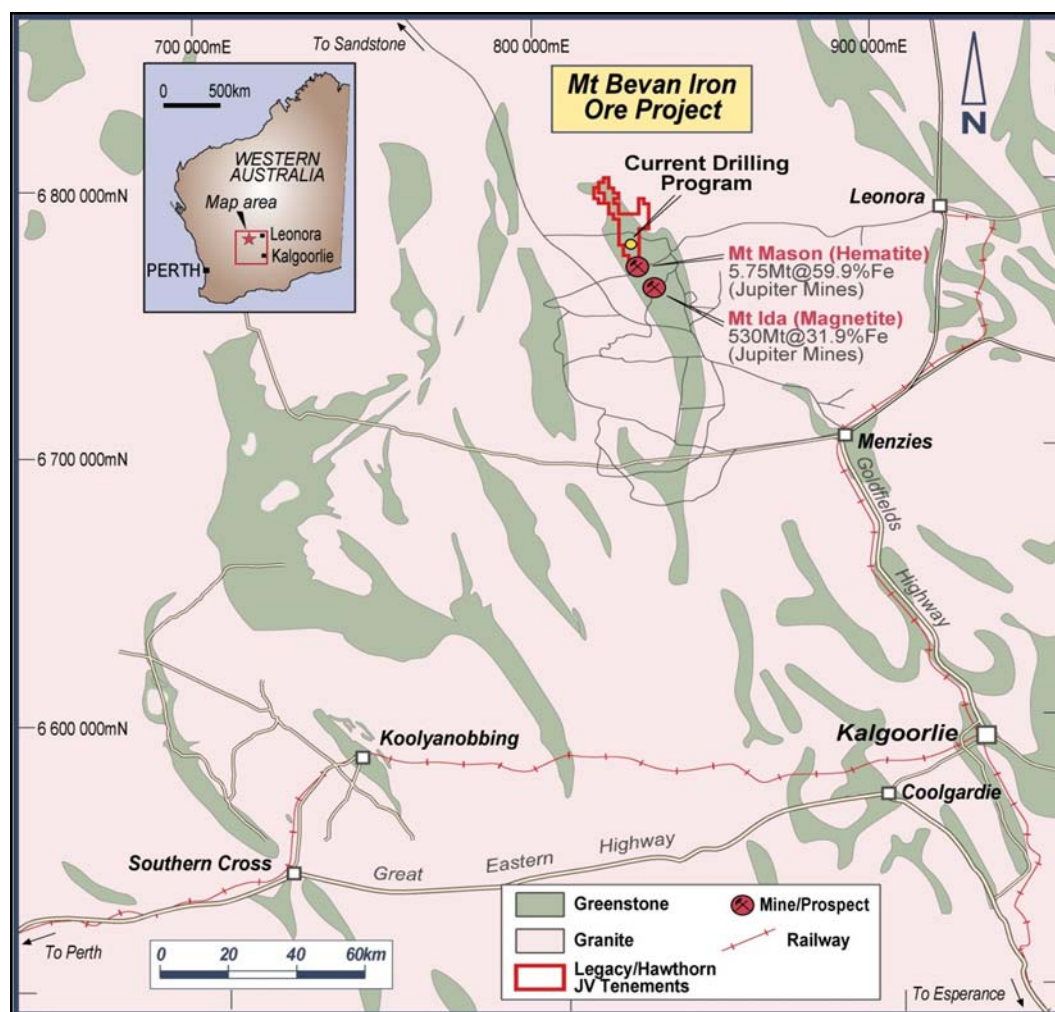 700 000mE
800 000mE
900 000mE
To Sandstone
Mt Bevan Iron
Ore Project
N
0 500km
WESTERN
AUSTRALIA
Map area
Leonora
Kalgoorlie
PERTH
Current Drilling
Program
6 800 000mN
Leonora
Mt Mason (Hematite)
5.75Mt@59.9%Fe
(Jupiter Mines)
Mt Ida (Magnetite)
530Mt@31.9%Fe
(Jupiter Mines)
Menzies
6 700 000mN
Goldfields
Highway
6 600 000mN
Koolyanobbing
Kalgoorlie
Coolgardie
Southern Cross
Great Eastern Highway
To Perth
0 20 40 60km
Greenstone
Granite
Legacy/Hawthorn
JV Tenements
Mine/Prospect
Railway
To Esperance